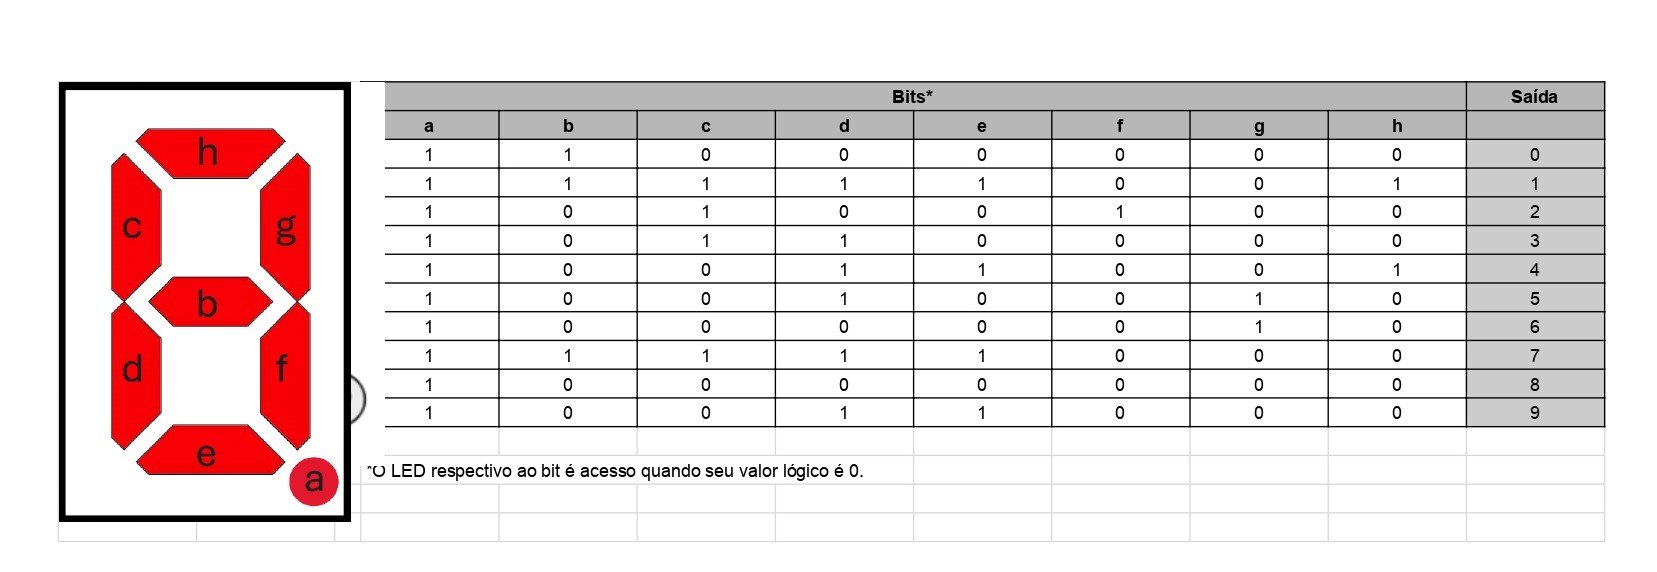 h
c
g
b
d
f
e
a
Bits* Saída
a b c d e f g h
1 1 0 0 0 0 0 0 0
1 1 1 1 1 0 0 1 1
1 0 1 0 0 1 0 0 2
1 0 1 1 0 0 0 0 3
1 0 0 1 1 0 0 1 4
1 0 0 1 0 0 1 0 5
1 0 0 0 0 0 1 0 6
1 1 1 1 1 0 0 0 7
1 0 0 0 0 0 0 0 8
1 0 0 1 1 0 0 0 9
*O LED respectivo ao bit é acesso quando seu valor lógico é 0.